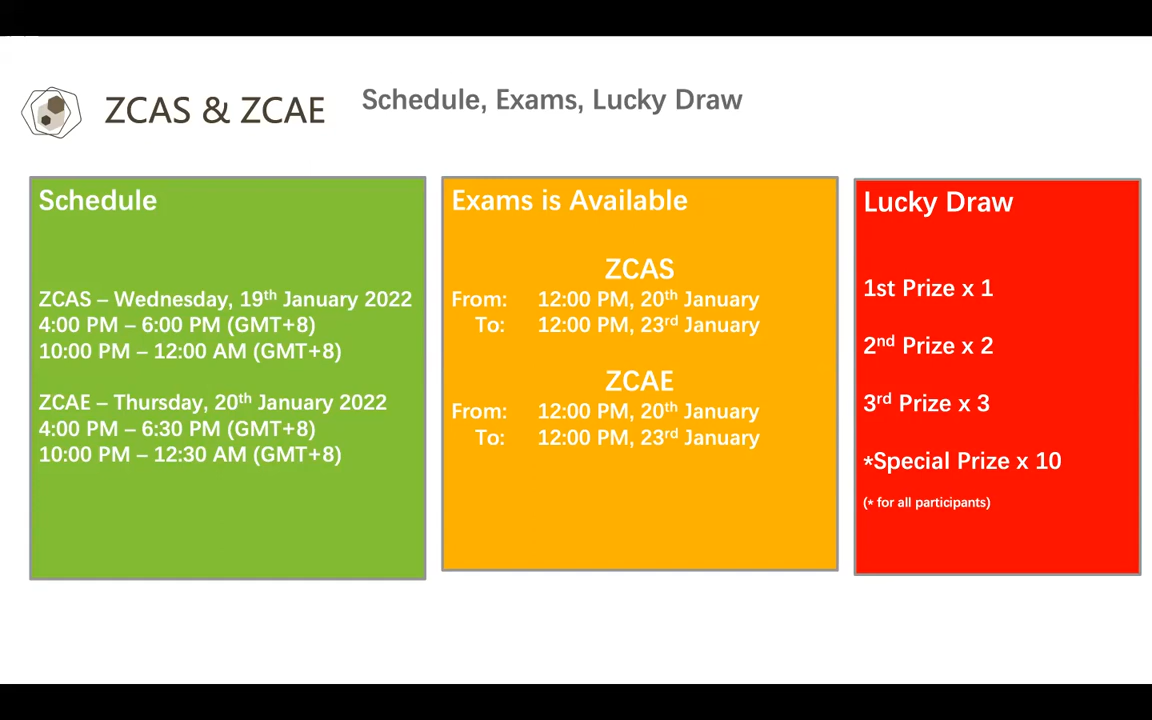 ZCAS & ZCAE
Schedule, Exams, Lucky Draw
Schedule
ZCAS – Wednesday, 19th January 2022
4:00 PM – 6:00 PM (GMT+8)
10:00 PM – 12:00 AM (GMT+8)
ZCAE – Thursday, 20th January 2022
4:00 PM – 6:30 PM (GMT+8)
10:00 PM – 12:30 AM (GMT+8)
Exams is Available
ZCAS
From: 12:00 PM, 20th January
To: 12:00 PM, 23rd January
ZCAE
From: 12:00 PM, 20th January
To: 12:00 PM, 23rd January
Lucky Draw
1st Prize x 1
2nd Prize x 2
3rd Prize x 3
*Special Prize x 10
(* for all participants)